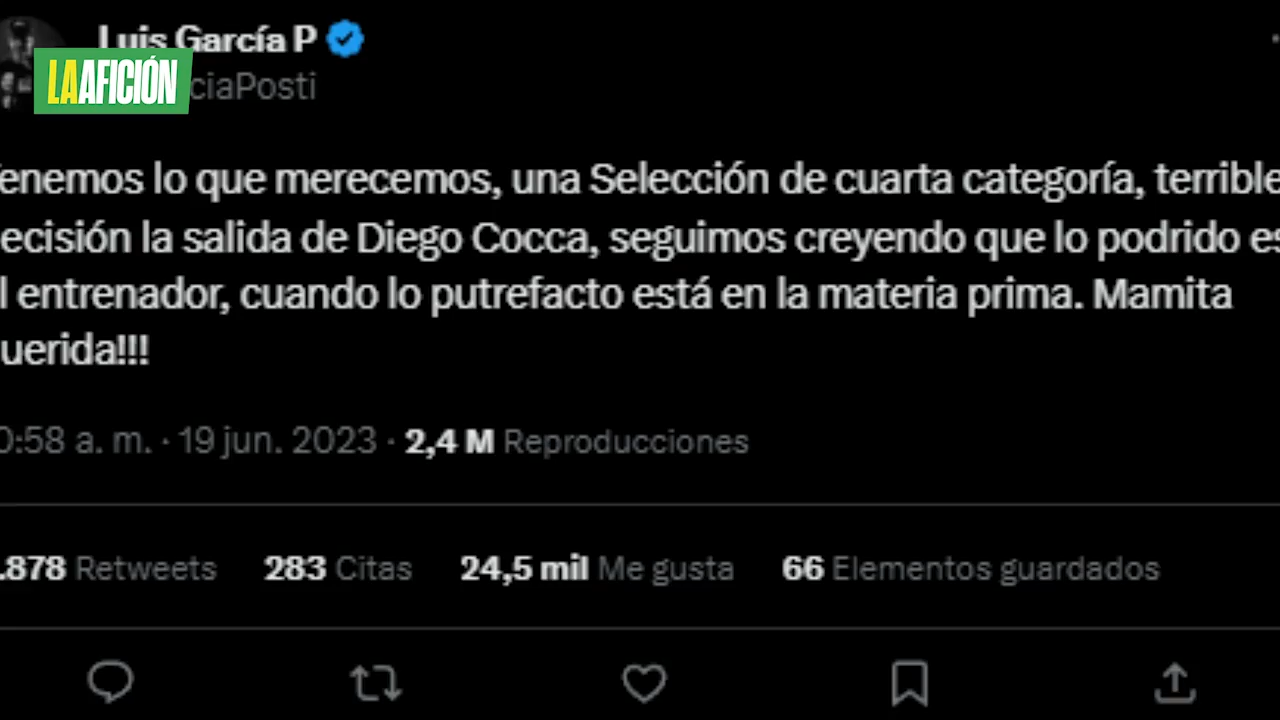 Luis García P
LAAFICIÓN
ciaPosti
enemos lo que merecemos, una Selección de cuarta categoría, terrible
ecisión la salida de Diego Cocca, seguimos creyendo que lo podrido es
l entrenador, cuando lo putrefacto está en la materia prima. Mamita
uerida!!!
0:58 a. m. · 19 jun. 2023 · 2,4 M Reproducciones
.878 Retweets 283 Citas 24,5 mil Me gusta 66 Elementos guardados